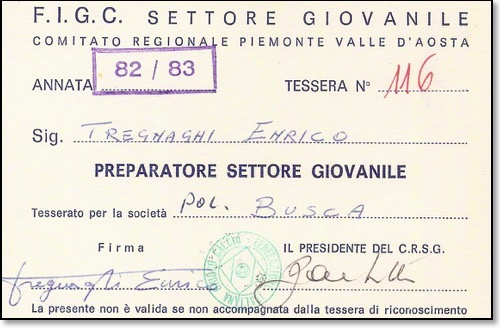 F.I.G.C. SETTORE GIOVANILE
COMITATO REGIONALE PIEMONTE VALLE D'AOSTA
ANNATA 82 / 83 TESSERA N° 116
Sig. TREGNAGHI ENRICO
PREPARATORE SETTORE GIOVANILE
Tesserato per la società POL. BUSCA
Firma IL PRESIDENTE DEL C.R.S.G.
Tregnaghi Enrico
La presente non è valida se non accompagnata dalla tessera di riconoscimento